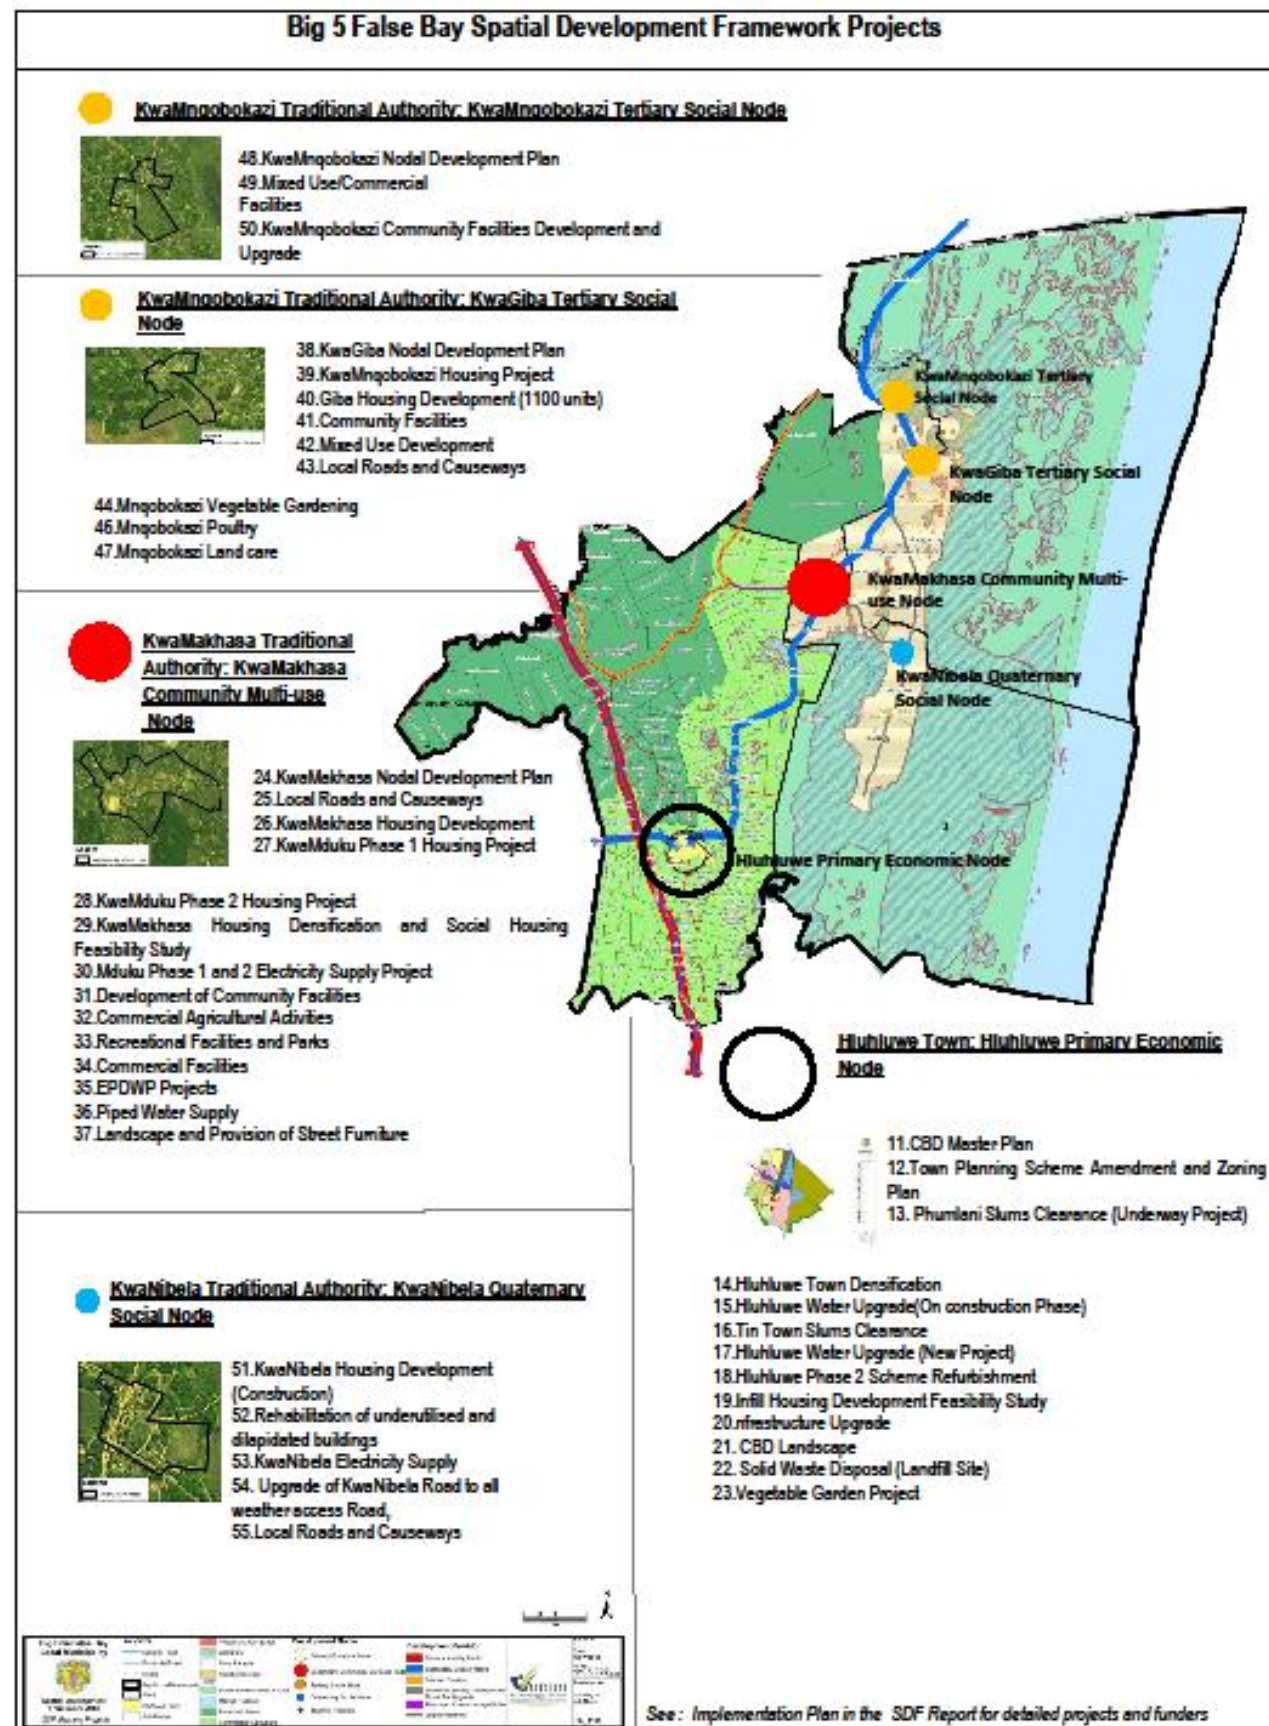 Big 5 False Bay Spatial Development Framework Projects
KwaMnqobokazi Traditional Authority: KwaMnqobokazi Tertiary Social Node
48.KwaMnqobokazi Nodal Development Plan
49.Mixed Use/Commercial
Facilities
50.KwaMnqobokazi Community Facilities Development and
Upgrade
KwaMnqobokazi Traditional Authority: KwaGiba Tertiary Social
Node
38.KwaGiba Nodal Development Plan
39.KwaMnqobokazi Housing Project
40.Giba Housing Development (1100 units)
41.Community Facilities
42.Mixed Use Development
43.Local Roads and Causeways
44.Mnqobokazi Vegetable Gardening
46.Mnqobokazi Poultry
47.Mnqobokazi Land care
KwaMnqobokazi Tertiary
Social Node
KwaGiba Tertiary Social
Node
KwaMakhasa Community Multi-
use Node
KwaNibela Quaternary
Social Node
Hluhluwe Primary Economic Node
KwaMakhasa Traditional
Authority: KwaMakhasa
Community Multi-use
Node
24.KwaMakhasa Nodal Development Plan
25.Local Roads and Causeways
26.KwaMakhasa Housing Development
27.KwaMduku Phase 1 Housing Project
28.KwaMduku Phase 2 Housing Project
29.KwaMakhasa Housing Densification and Social Housing
Feasibility Study
30.Mduku Phase 1 and 2 Electricity Supply Project
31.Development of Community Facilities
32.Commercial Agricultural Activities
33.Recreational Facilities and Parks
34.Commercial Facilities
35.EPDWP Projects
36.Piped Water Supply
37.Landscape and Provision of Street Furniture
Hluhluwe Town: Hluhluwe Primary Economic
Node
11.CBD Master Plan
12.Town Planning Scheme Amendment and Zoning
Plan
13. Phumlani Slums Clearance (Underway Project)
14.Hluhluwe Town Densification
15.Hluhluwe Water Upgrade(On construction Phase)
16.Tin Town Slums Clearance
17.Hluhluwe Water Upgrade (New Project)
18.Hluhluwe Phase 2 Scheme Refurbishment
19.Infill Housing Development Feasibility Study
20.nfrastructure Upgrade
21. CBD Landscape
22. Solid Waste Disposal (Landfill Site)
23.Vegetable Garden Project
KwaNibela Traditional Authority: KwaNibela Quaternary
Social Node
51.KwaNibela Housing Development
(Construction)
52.Rehabilitation of underutilised and
dilapidated buildings
53.KwaNibela Electricity Supply
54. Upgrade of KwaNibela Road to all
weather access Road,
55.Local Roads and Causeways
See : Implementation Plan in the SDF Report for detailed projects and funders